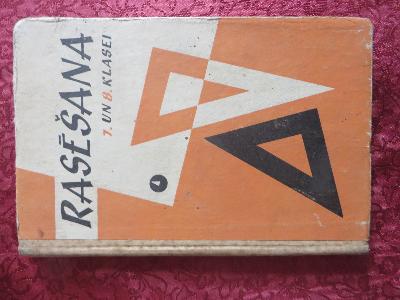 RASĒŠANA
7. UN 8. KLASEI